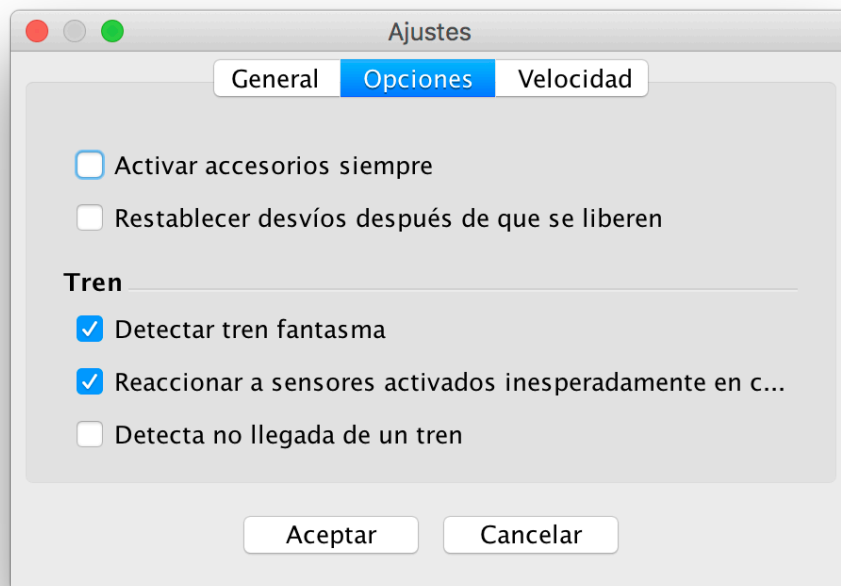 Ajustes
General Opciones Velocidad
Activar accesorios siempre
Restablecer desvíos después de que se liberen
Tren
Detectar tren fantasma
Reaccionar a sensores activados inesperadamente en c...
Detecta no llegada de un tren
Aceptar Cancelar